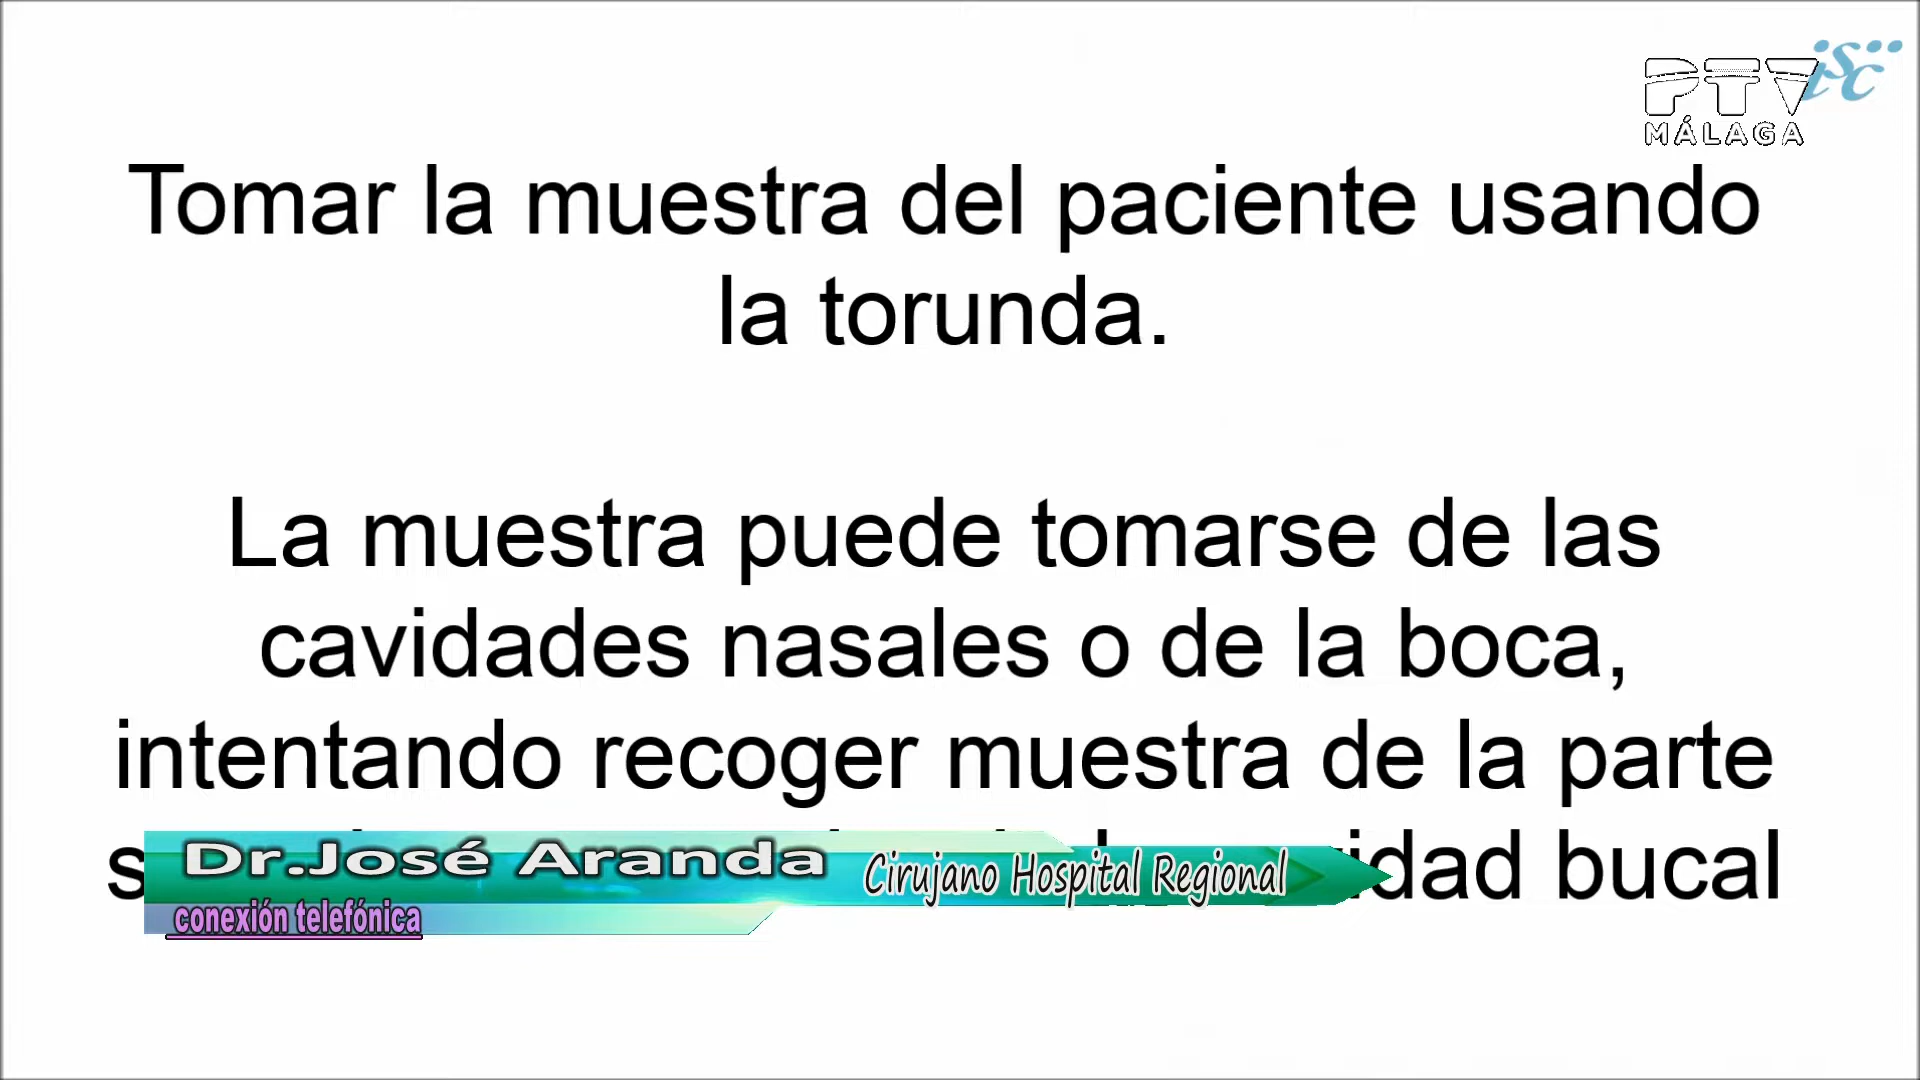 isc
PTV
MÁLAGA
Tomar la muestra del paciente usando
la torunda.
La muestra puede tomarse de las
cavidades nasales o de la boca,
intentando recoger muestra de la parte
bucal
Dr.José Aranda
Cirujano Hospital Regional
conexión telefónica